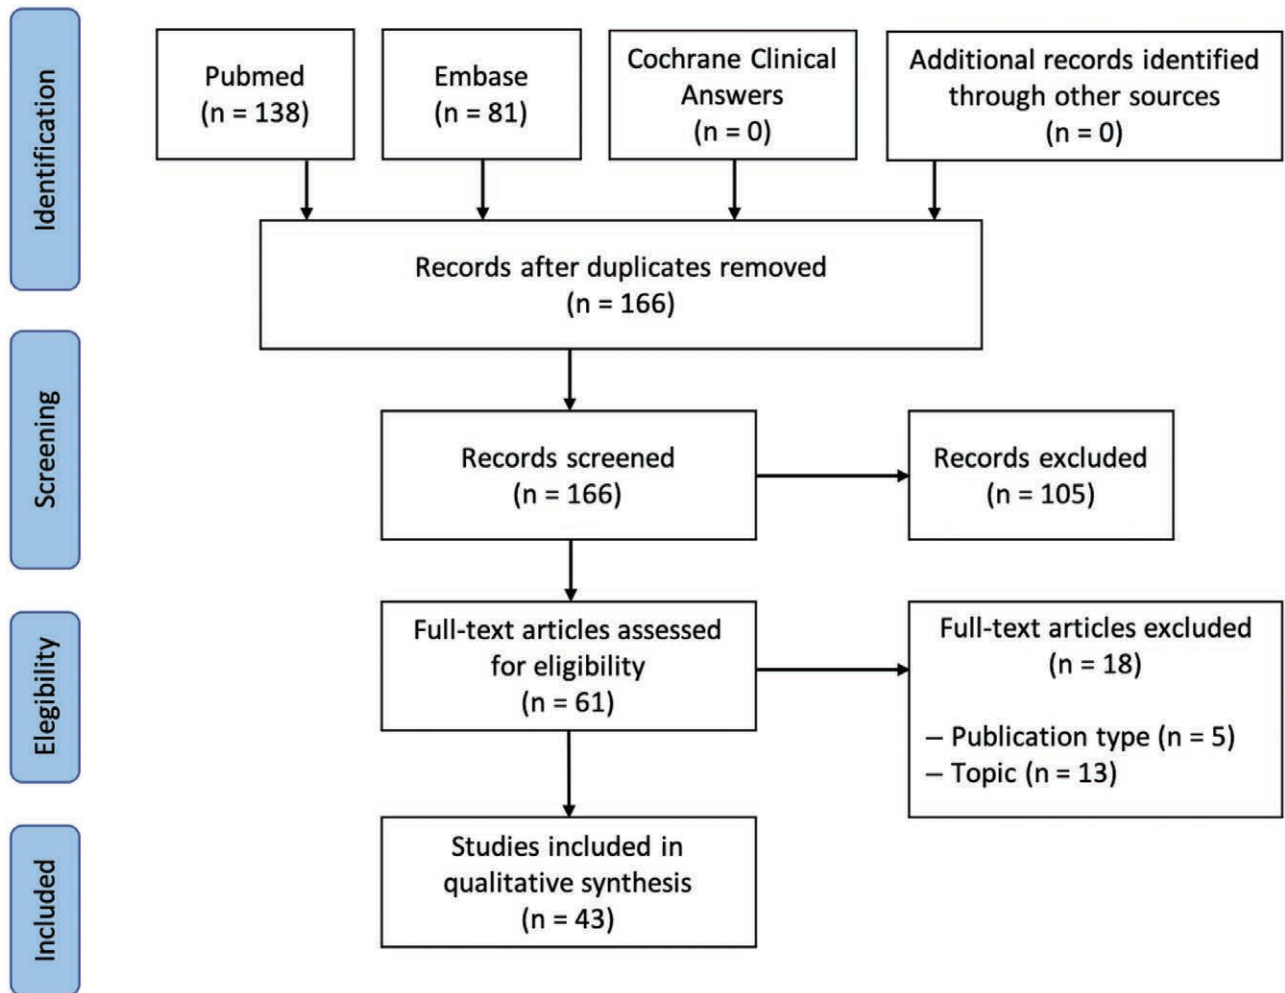 Identification
Pubmed
(n = 138)
Embase
(n = 81)
Cochrane Clinical
Answers
(n = 0)
Additional records identified
through other sources
(n = 0)
Records after duplicates removed
(n = 166)
Screening
Records screened
(n = 166)
Records excluded
(n = 105)
Elegibility
Full-text articles assessed
for eligibility
(n = 61)
Full-text articles excluded
(n = 18)
– Publication type (n = 5)
– Topic (n = 13)
Included
Studies included in
qualitative synthesis
(n = 43)